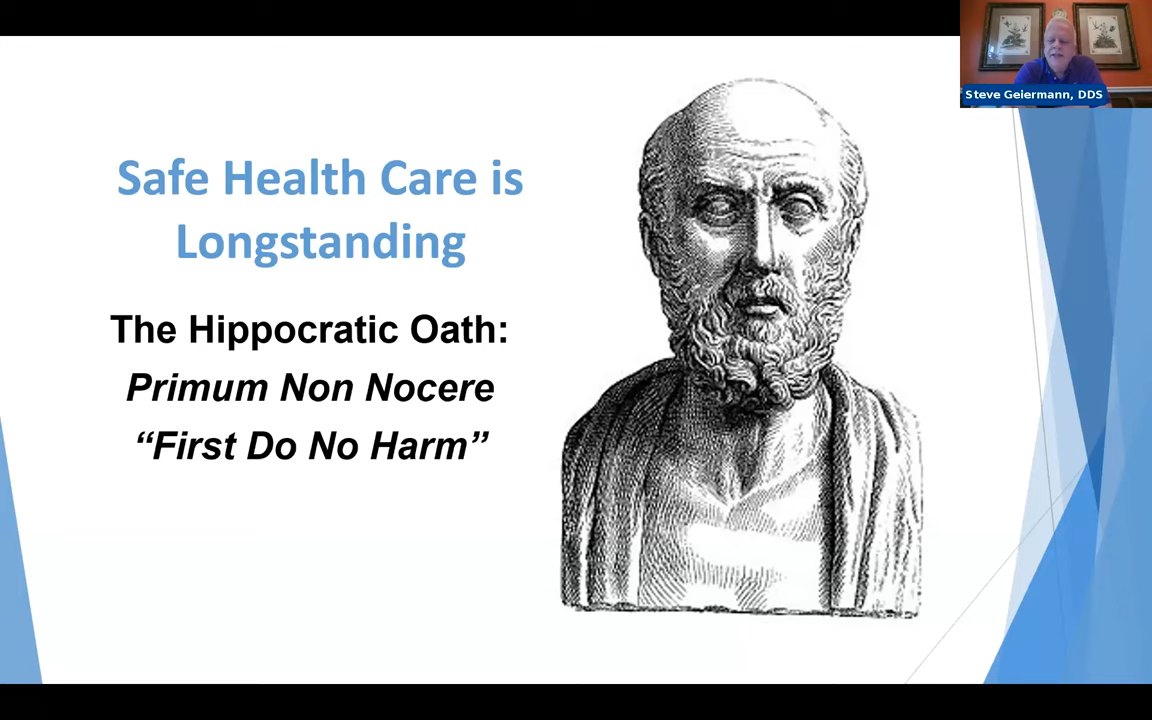 Steve Geiermann, DDS
Safe Health Care is
Longstanding
The Hippocratic Oath:
Primum Non Nocere
“First Do No Harm”